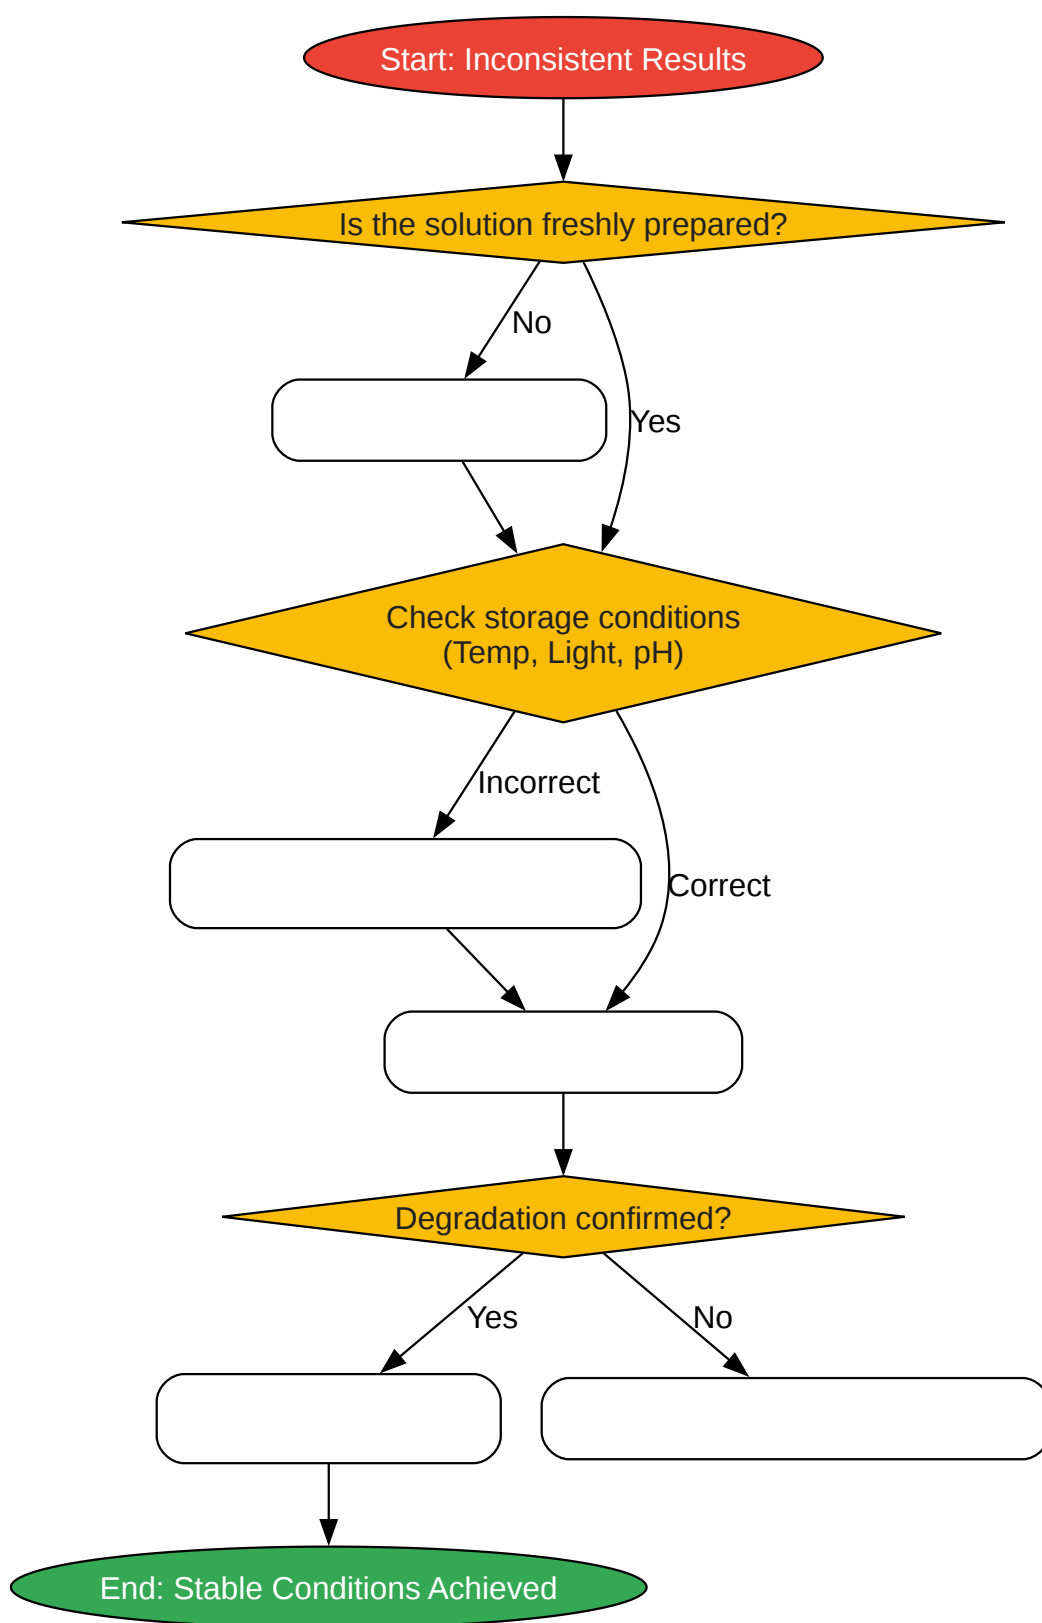 Start: Inconsistent Results
Is the solution freshly prepared?
No
Yes
Check storage conditions
(Temp, Light, pH)
Incorrect
Correct
Degradation confirmed?
Yes
No
End: Stable Conditions Achieved